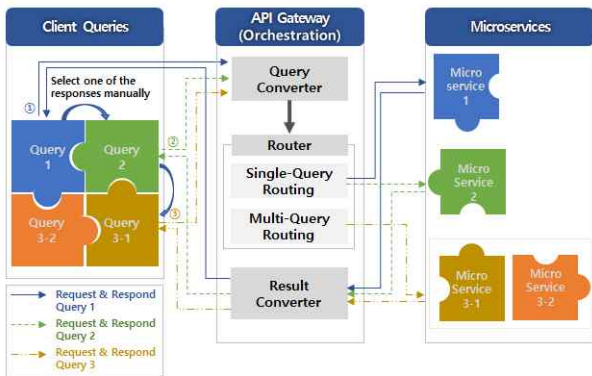 Client Queries
Select one of the
responses manually
①
Query
1
Query
2
②
Query
3-2
Query
3-1
③
Request & Respond
Query 1
Request & Respond
Query 2
Request & Respond
Query 3
API Gateway
(Orchestration)
Query
Converter
Router
Single-Query
Routing
Multi-Query
Routing
Result
Converter
Microservices
Micro
service
1
Micro
Service
2
Micro
Service
3-1
Micro
Service
3-2